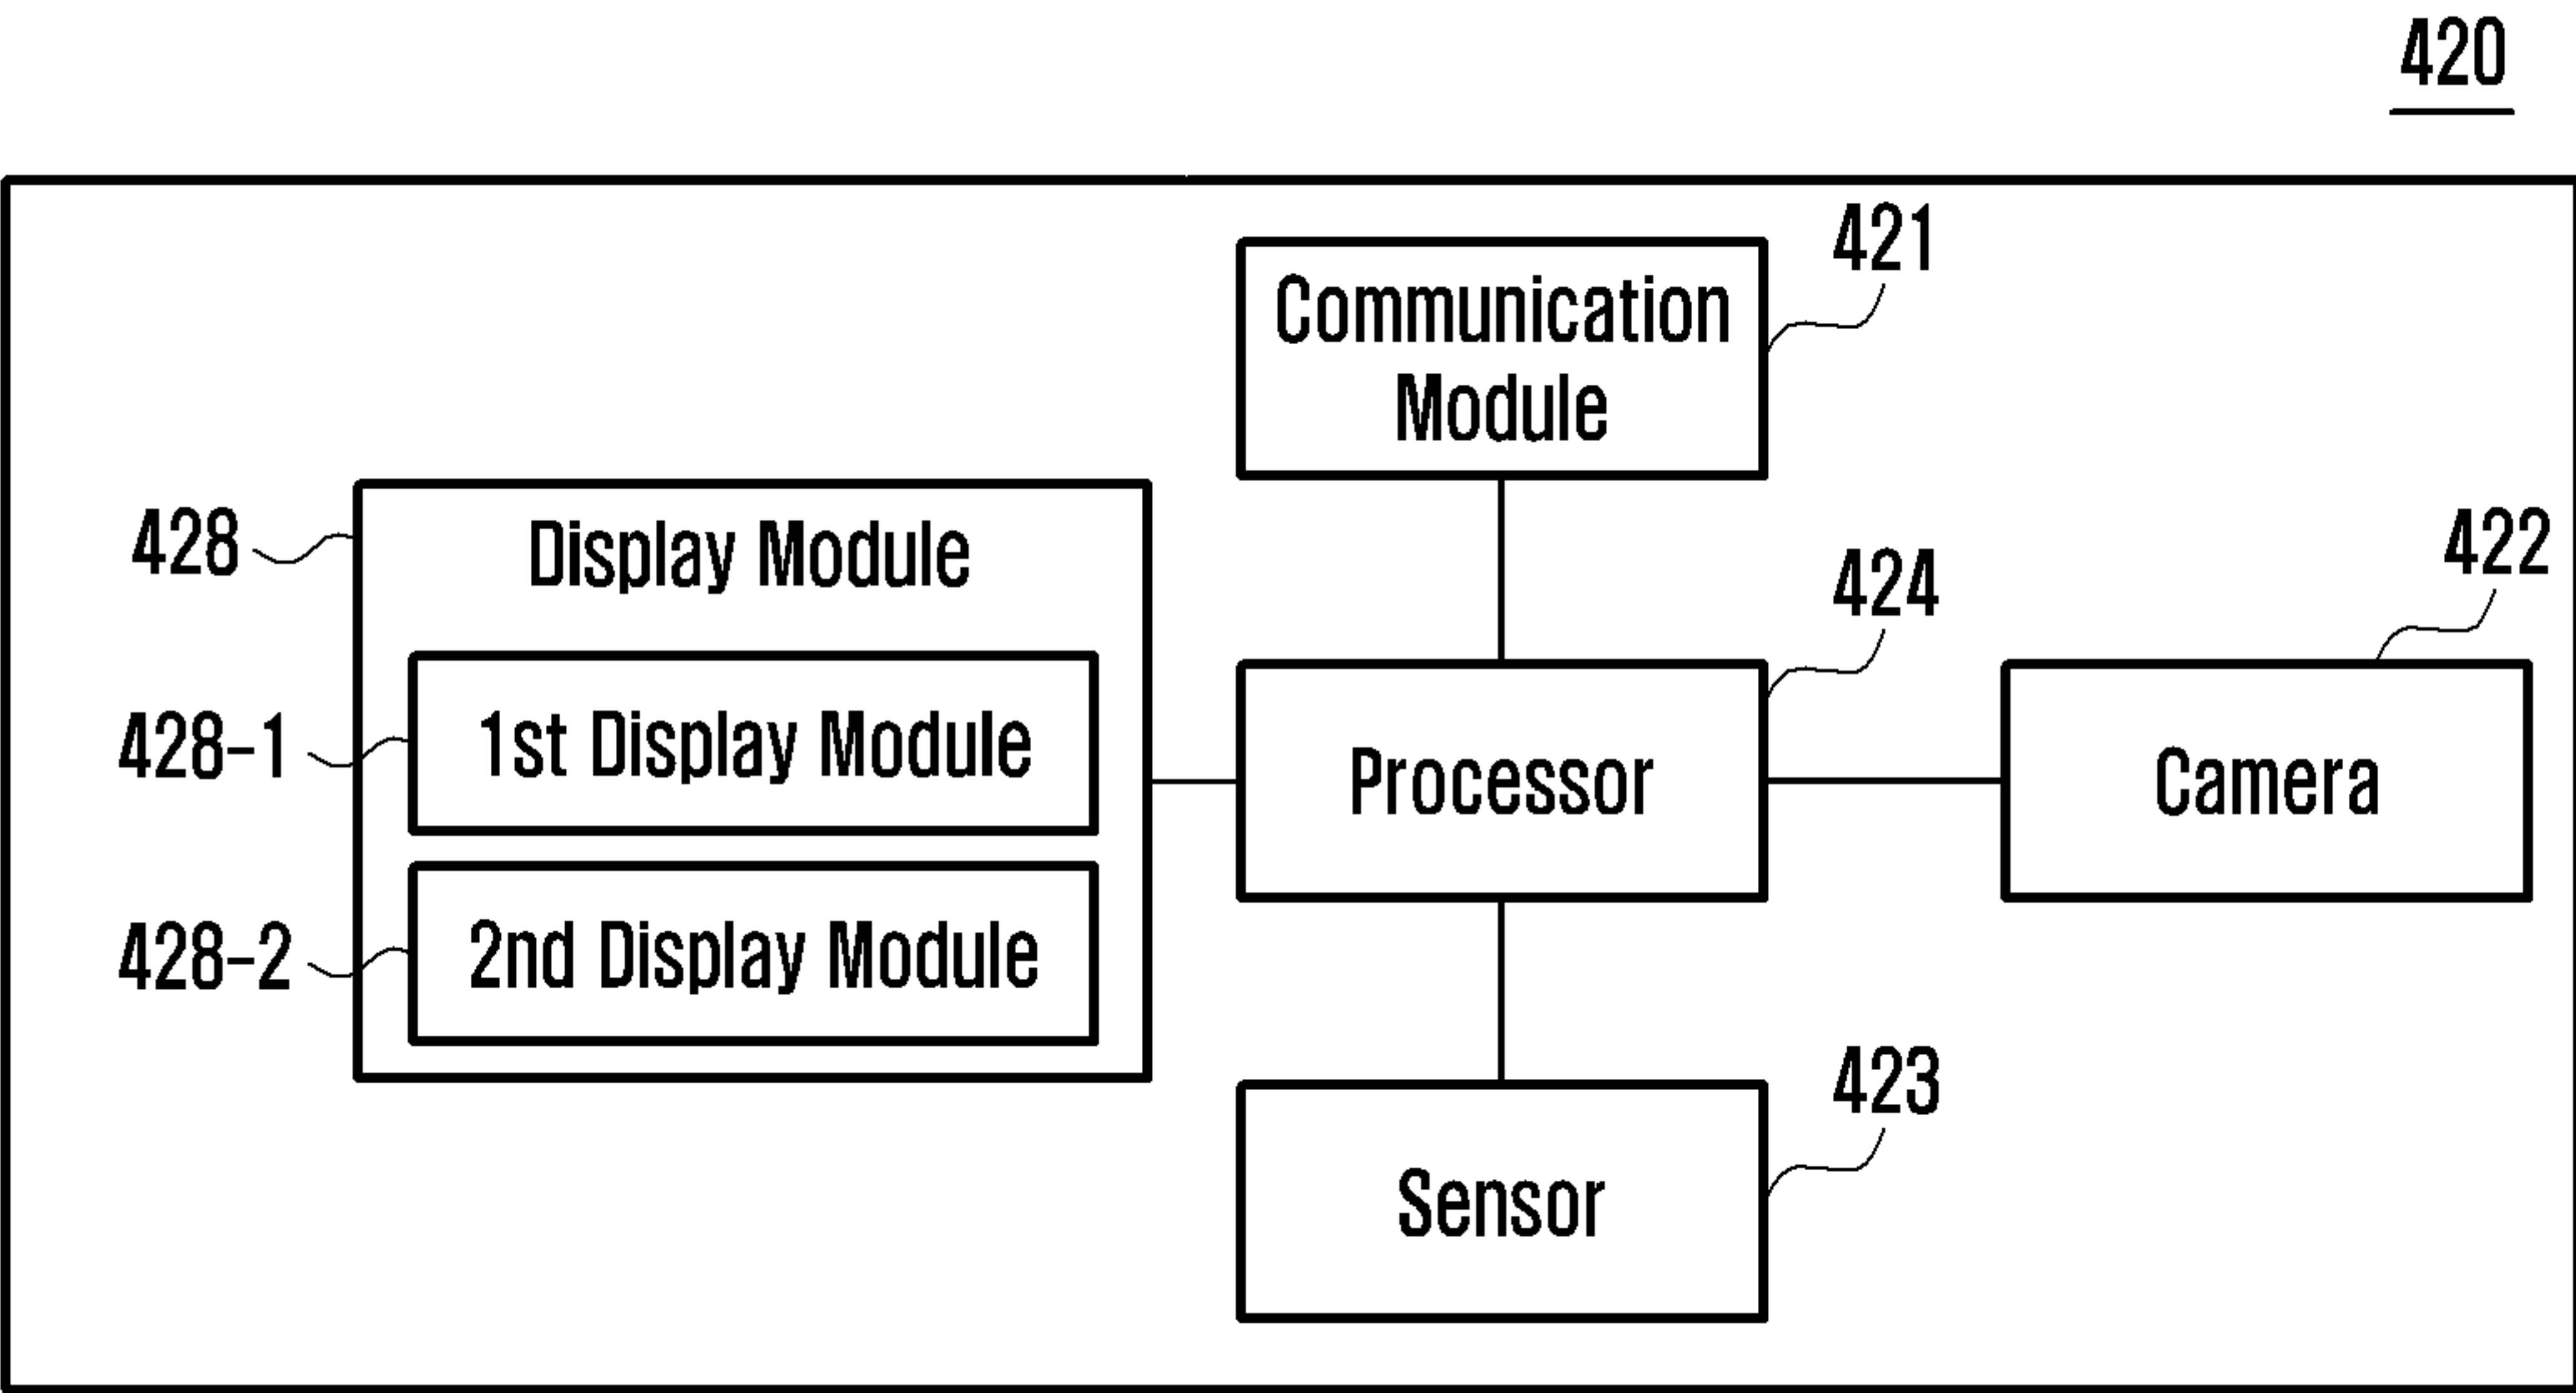 420
421
Communication
Module
428
Display Module
424
422
428-1
1st Display Module
Processor
Camera
428-2
2nd Display Module
423
Sensor